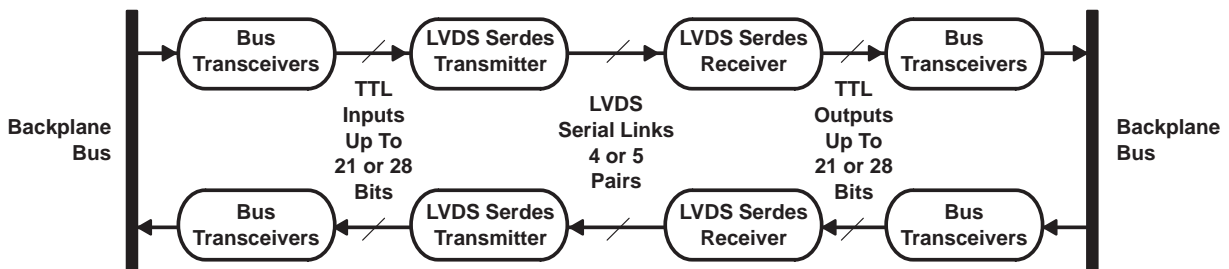 Bus
Transceivers
LVDS Serdes
Transmitter
LVDS Serdes
Receiver
Bus
Transceivers
Backplane
Bus
TTL
Inputs
Up To
21 or 28
Bits
LVDS
Serial Links
4 or 5
Pairs
TTL
Outputs
Up To
21 or 28
Bits
Backplane
Bus
Bus
Transceivers
LVDS Serdes
Transmitter
LVDS Serdes
Receiver
Bus
Transceivers